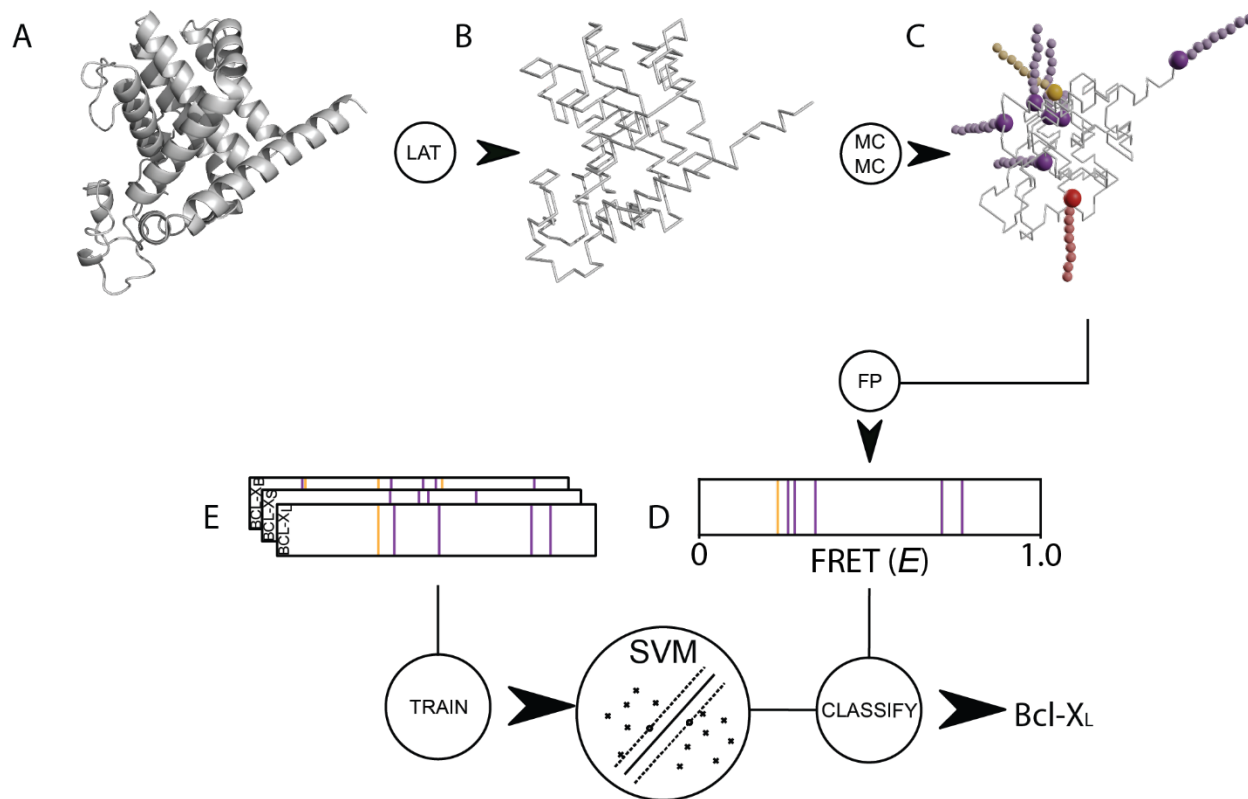 A
B
C
LAT
MC
MC
FP
E
BCL-XB
BCL-XS
BCL-XL
D
0
FRET (E)
1.0
SVM
TRAIN
CLASSIFY
Bcl-XL